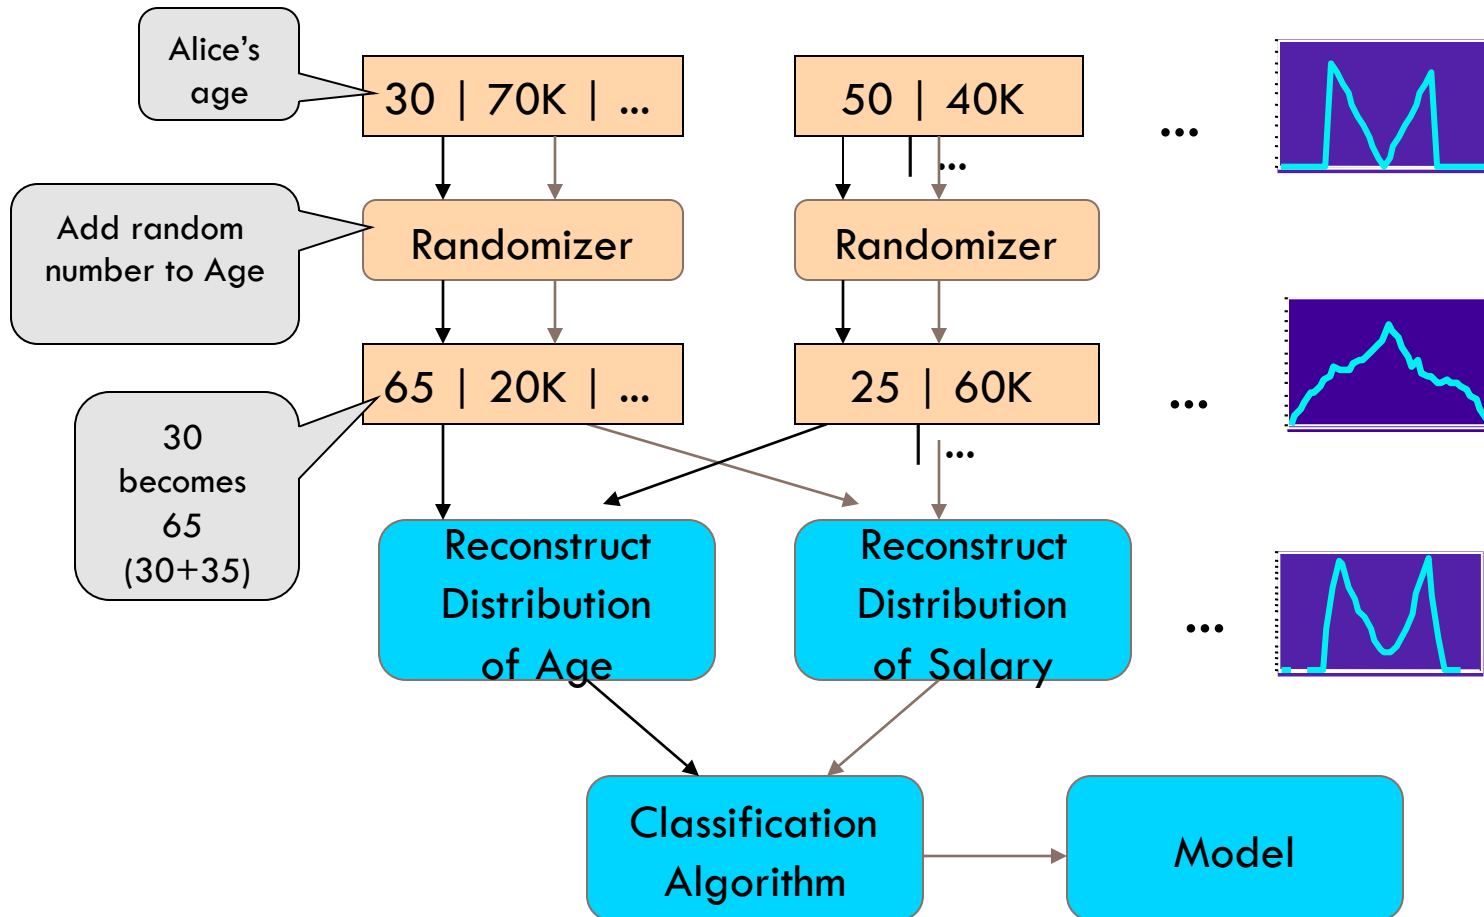 Alice's
age
30 | 70K | ...
50 | 40K
| ...
...
Add random
number to Age
Randomizer
Randomizer
65 | 20K | ...
25 | 60K
| ...
...
30
becomes
65
(30+35)
Reconstruct
Distribution
of Age
Reconstruct
Distribution
of Salary
...
Classification
Algorithm
Model